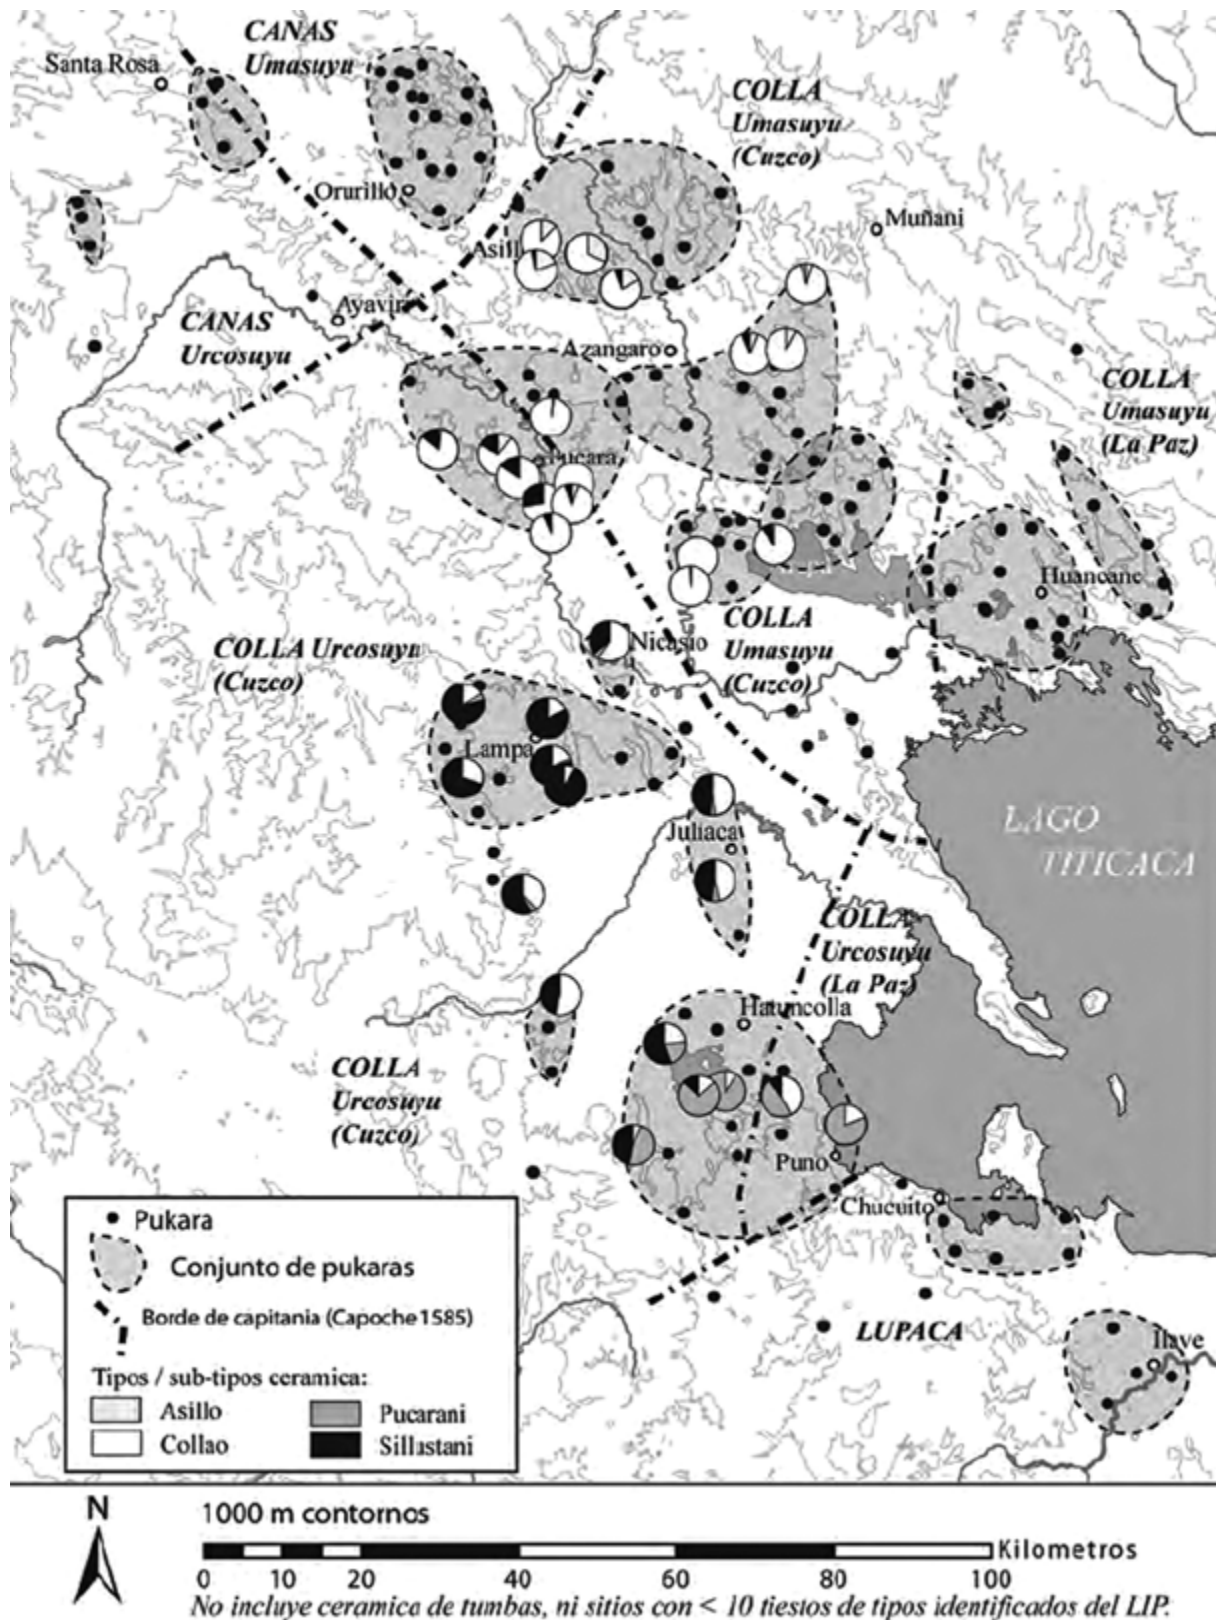 CANAS
Umasuyu
Santa Rosa
COLLA
Umasuyu
(Cuzco)
Orurillo
Muñani
Asill
Ayavir
CANAS
Urcosuyu
Azangaro
COLLA
Umasuyu
(La Paz)
Pucara
Huancane
COLLA Urcosuyu
(Cuzco)
Nicasio
COLLA
Umasuyu
(Cuzco)
Lampa
Juliaca
LAGO
TITICACA
COLLA
Urcosuyu
(La Paz)
Hatuncolla
COLLA
Urcosuyu
(Cuzco)
Puno
Chucuito
LUPACA
Ilave
Pukara
Conjunto de pukaras
Borde de capitania (Capoche 1585)
Tipos / sub-tipos ceramica:
Asillo
Pucarani
Collao
Sillustani
N
1000 m contornos
Kilometros
0 10 20 40 60 80 100
No incluye ceramica de tumbas, ni sitios con < 10 tiestos de tipos identificados del LIP.